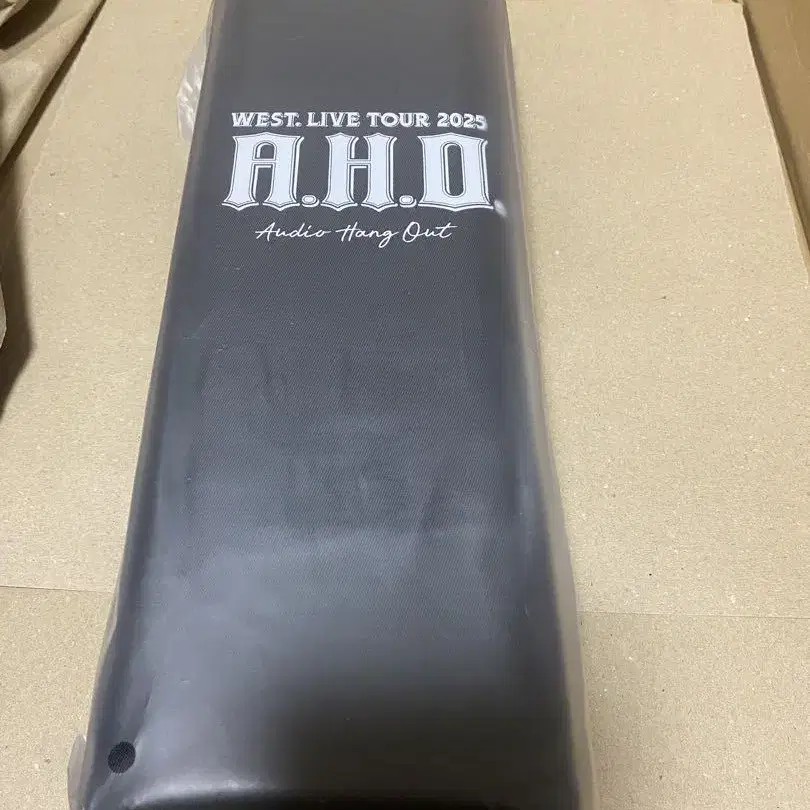 WEST. LIVE TOUR 2025
A.H.O.
Audio Hang Out